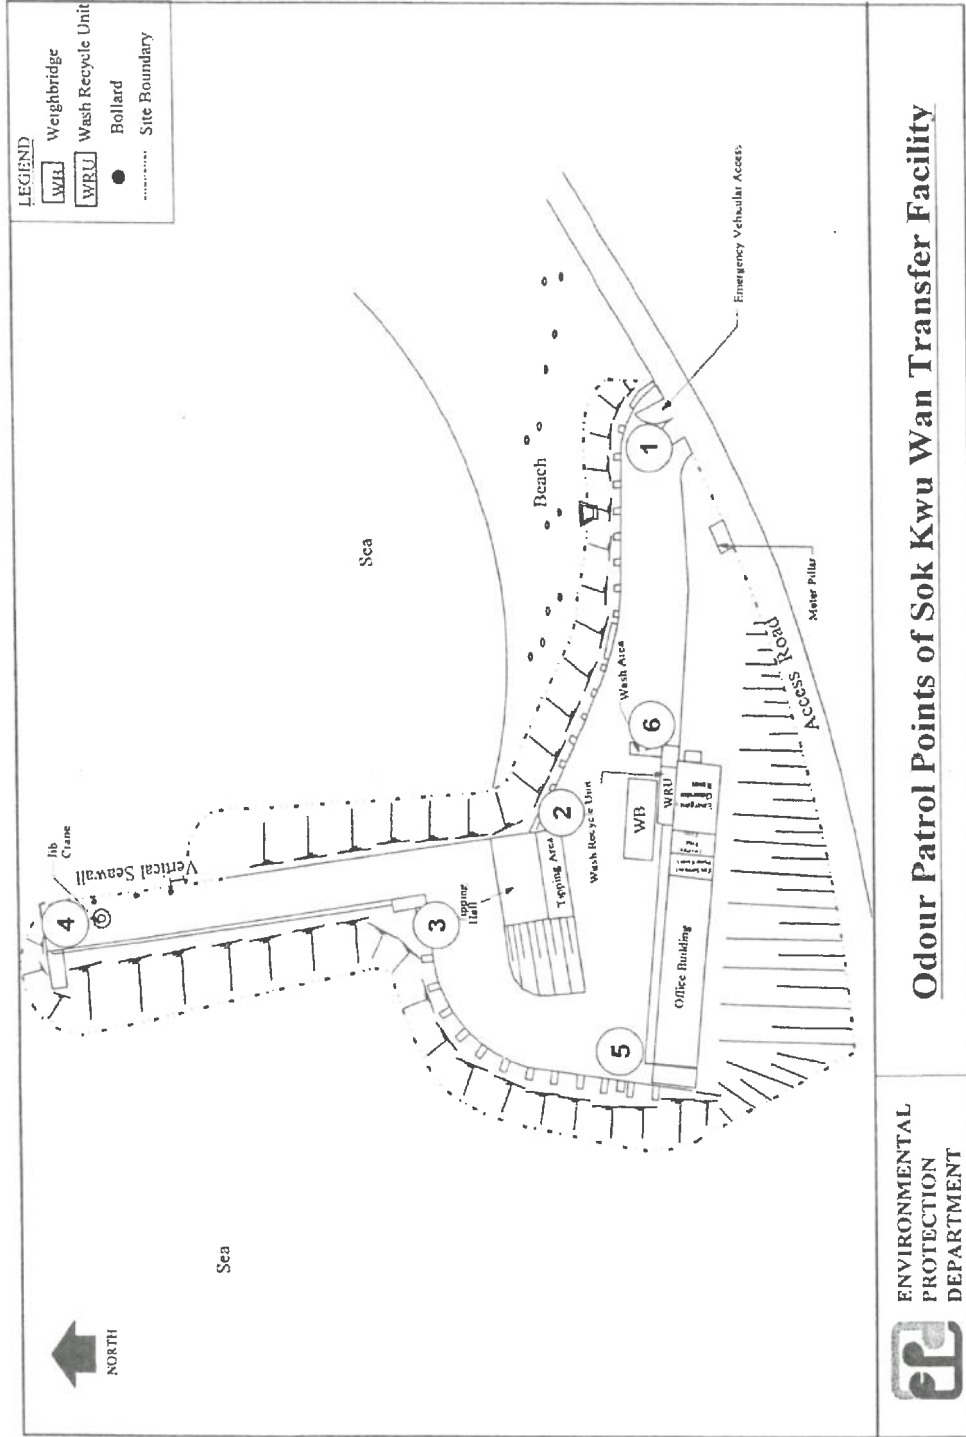 LEGEND
WB Weighbridge
WRU Wash Recycle Unit
Bollard
Site Boundary
Jib
Crane
4
Vertical Seawall
Sea
Beach
3
Tipping
Hall
Tipping Area
2
Wash Recycle Unit
Wash Area
6
1
Emergency Vehicular Access
WB
WRU
Meter Pillar
Access Road
5
Office Building
Sea
NORTH
ENVIRONMENTAL
PROTECTION
DEPARTMENT
Odour Patrol Points of Sok Kwu Wan Transfer Facility